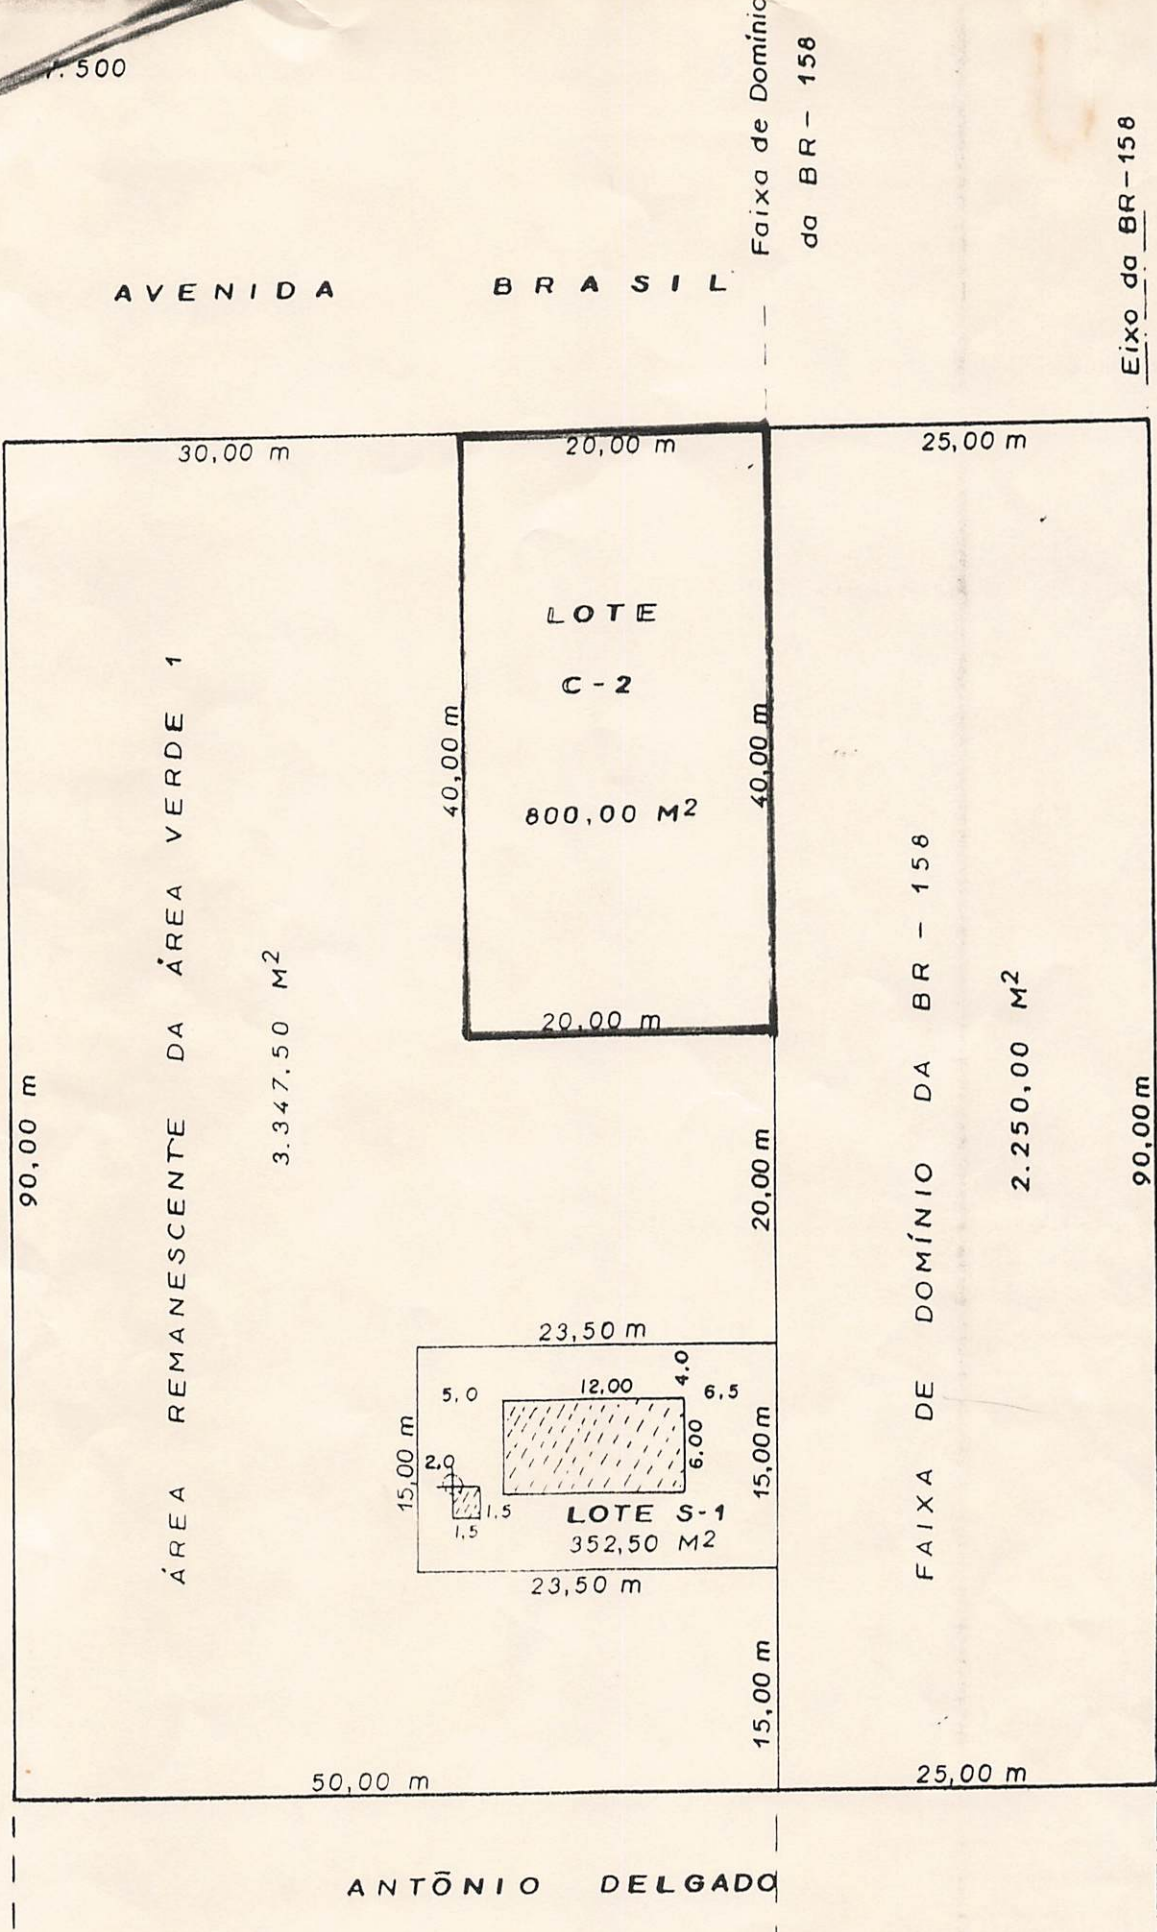 1:500
Faixa de Domínio
da BR - 158
Eixo da BR-158
AVENIDA BRASIL
30,00 m
20,00 m
25,00 m
LOTE
C-2
800,00 M²
40,00 m
40,00 m
20,00 m
ÁREA REMANESCENTE DA ÁREA VERDE 1
3.347.50 M²
90,00 m
FAIXA DE DOMÍNIO DA BR - 158
2.250,00 M²
90,00m
20,00 m
23,50 m
15,00 m
5,0
12,00
4.0
6,5
6.00
2.0
1.5
1,5
LOTE S-1
352,50 M²
15,00m
23,50 m
15,00 m
50,00 m
25,00 m
ANTÔNIO DELGADO